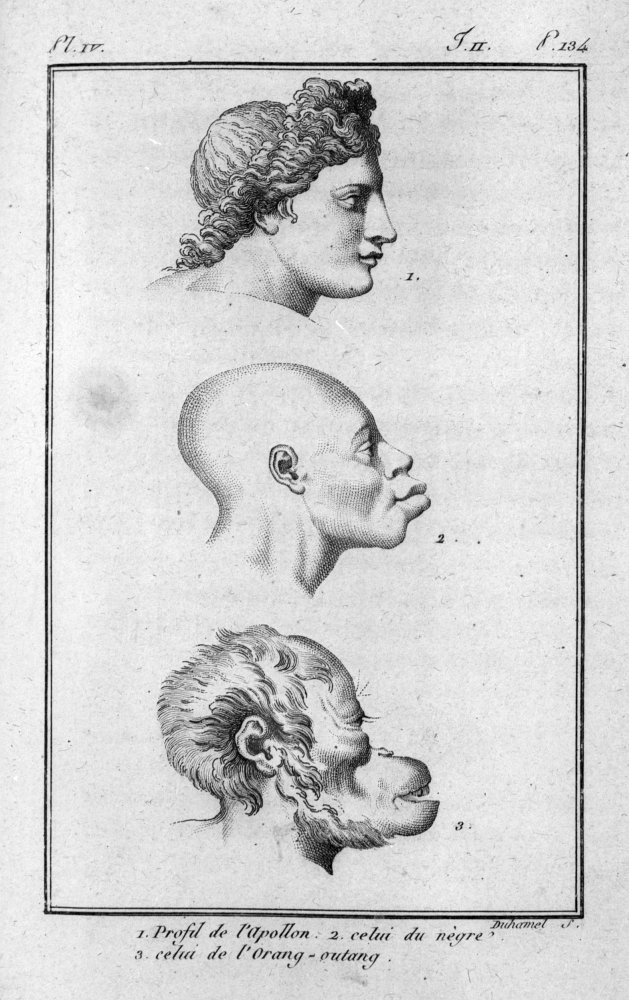 Pl. IV. T. II. P. 134
1.
2
3.
Duhamel S.
1. Profil de l'apollon. 2. celui du nègre.
3. celui de l'Orang-outang.